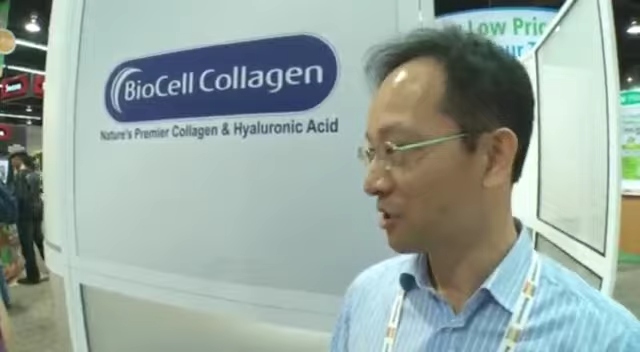 BioCell Collagen
Nature's Premier Collagen & Hyaluronic Acid
Low Pric